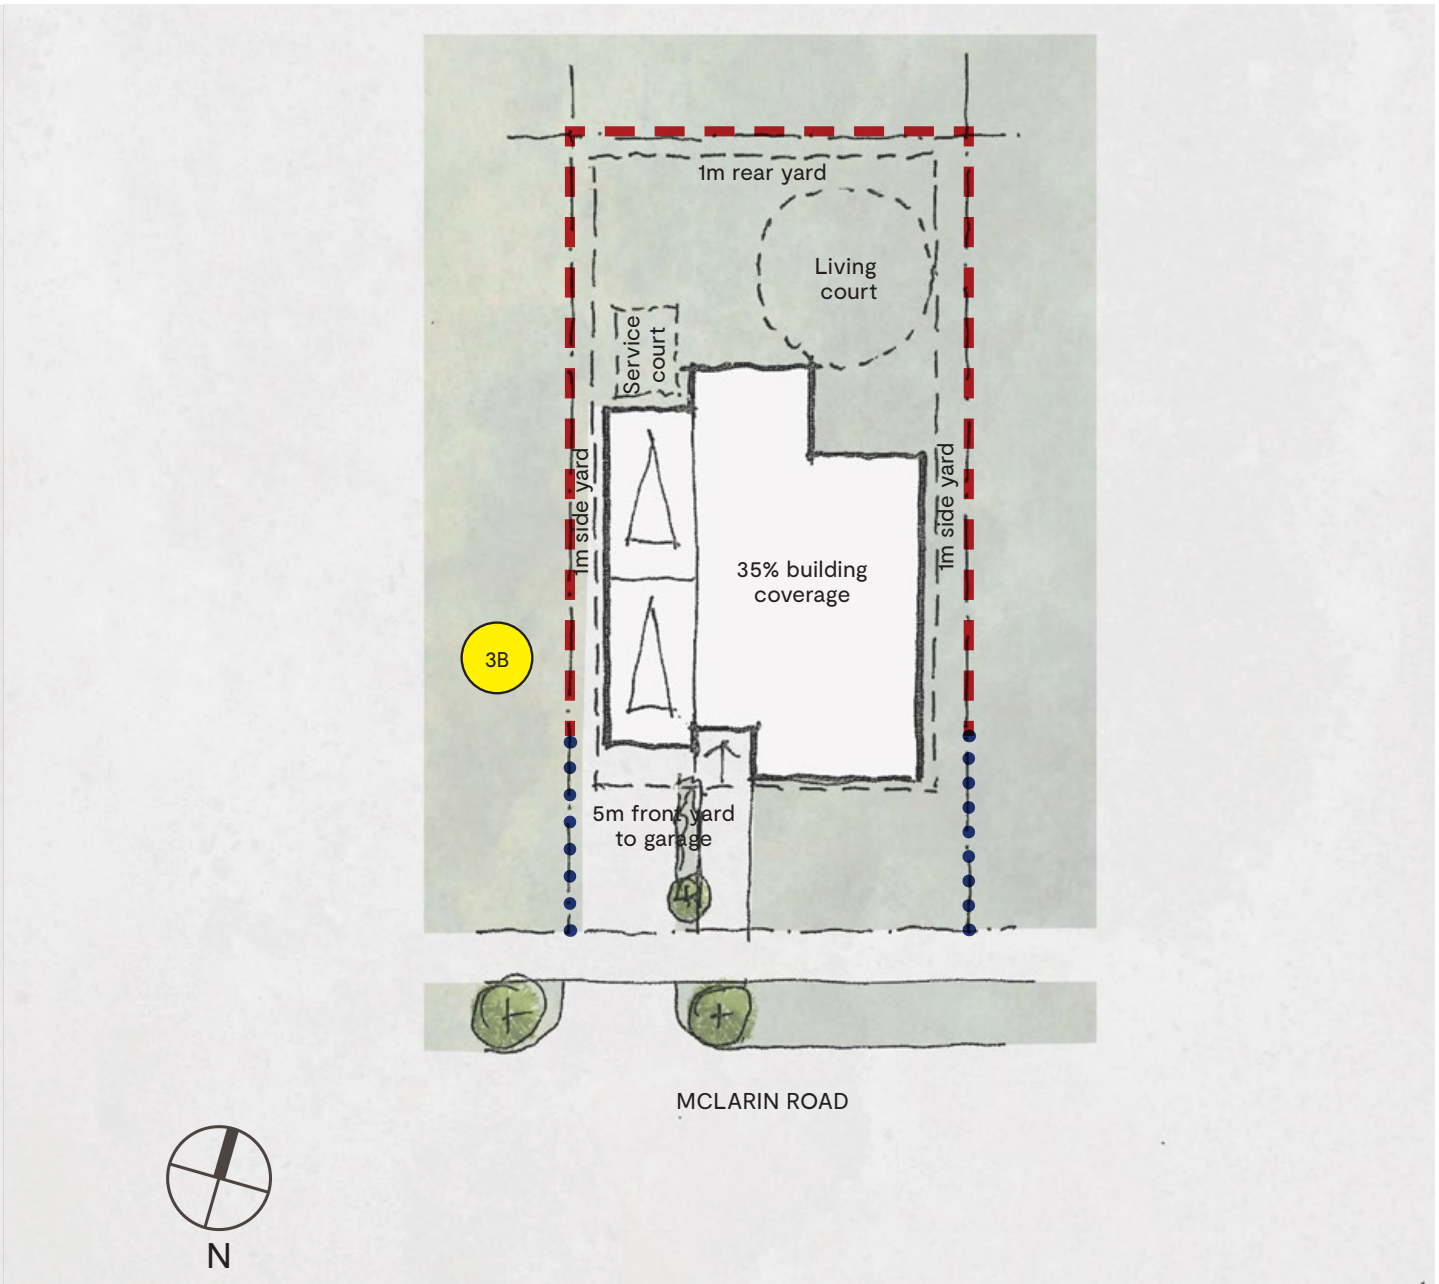 1m rear yard
Living
court
Service
court
1m side yard
1m side yard
35% building
coverage
3B
5m front yard
to garage
MCLARIN ROAD
N